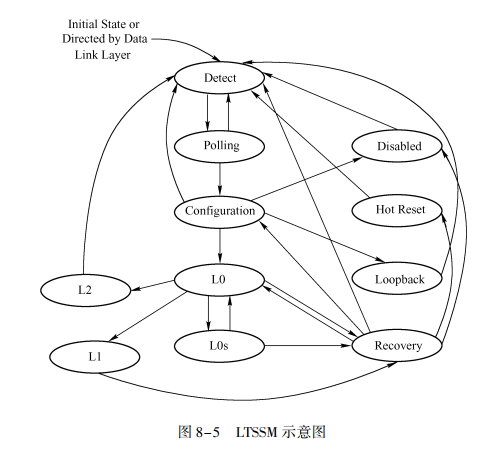 Initial State or
Directed by Data
Link Layer
Detect
Polling
Disabled
Configuration
Hot Reset
L0
Loopback
L2
L0s
Recovery
L1
图 8-5 LTSSM 示意图